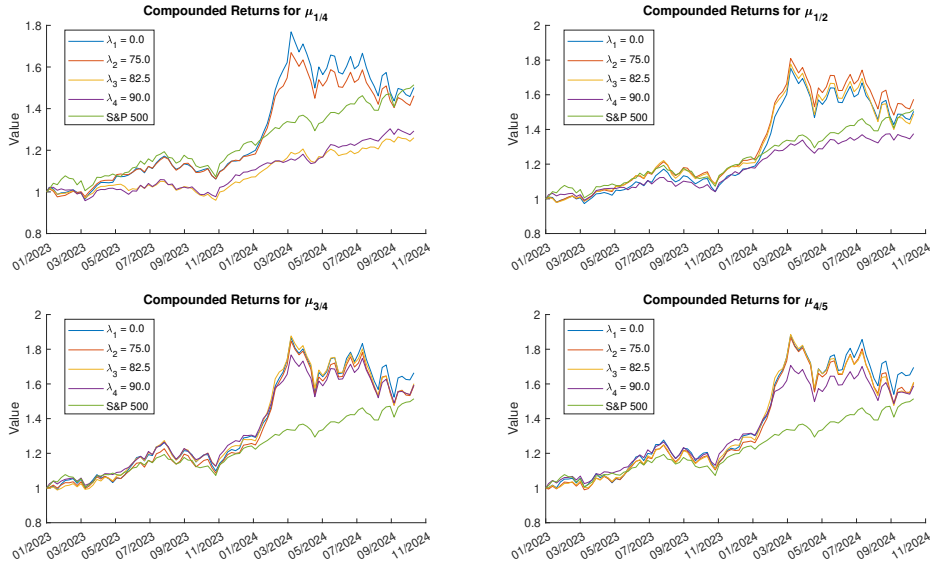 Compounded Returns for μ1/4
1.8
1.6
1.4
1.2
1
0.8
Value
λ1 = 0.0
λ2 = 75.0
λ3 = 82.5
λ4 = 90.0
S&P 500
01/2023
03/2023
05/2023
07/2023
09/2023
11/2023
01/2024
03/2024
05/2024
07/2024
09/2024
11/2024
Compounded Returns for μ1/2
2
1.8
1.6
1.4
1.2
1
0.8
Value
λ1 = 0.0
λ2 = 75.0
λ3 = 82.5
λ4 = 90.0
S&P 500
01/2023
03/2023
05/2023
07/2023
09/2023
11/2023
01/2024
03/2024
05/2024
07/2024
09/2024
11/2024
Compounded Returns for μ3/4
2
1.8
1.6
1.4
1.2
1
0.8
Value
λ1 = 0.0
λ2 = 75.0
λ3 = 82.5
λ4 = 90.0
S&P 500
01/2023
03/2023
05/2023
07/2023
09/2023
11/2023
01/2024
03/2024
05/2024
07/2024
09/2024
11/2024
Compounded Returns for μ4/5
2
1.8
1.6
1.4
1.2
1
0.8
Value
λ1 = 0.0
λ2 = 75.0
λ3 = 82.5
λ4 = 90.0
S&P 500
01/2023
03/2023
05/2023
07/2023
09/2023
11/2023
01/2024
03/2024
05/2024
07/2024
09/2024
11/2024